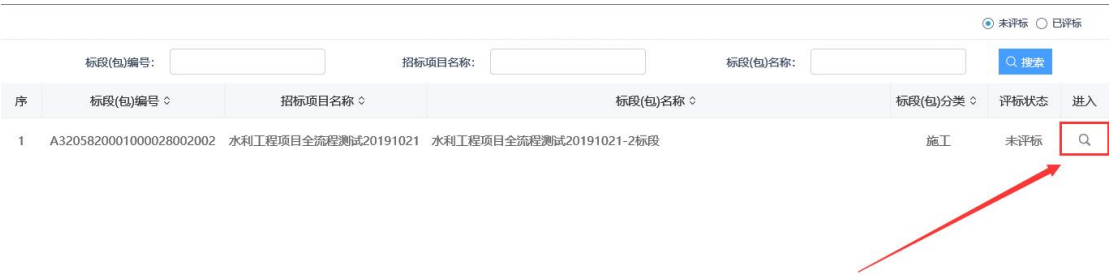 未评标 已评标
标段(包)编号: 招标项目名称: 标段(包)名称: 搜索
序 标段(包)编号 招标项目名称 标段(包)名称 标段(包)分类 评标状态 进入
1 A3205820001000028002002 水利工程项目全流程测试20191021 水利工程项目全流程测试20191021-2标段 施工 未评标